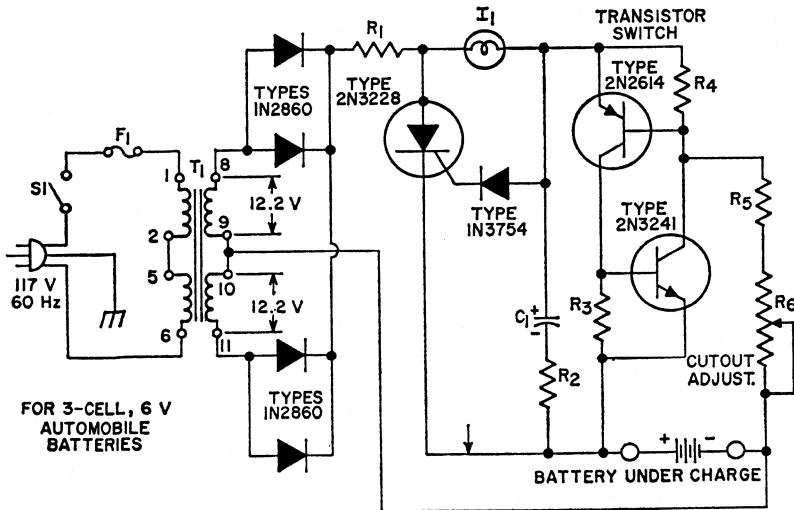 I1
TRANSISTOR
SWITCH
R1
TYPE
2N3228
TYPE
2N2614
R4
TYPES
1N2860
F1
1
T1
8
S1
12.2 V
TYPE
1N3754
R5
2
9
TYPE
2N3241
5
10
117 V
60 Hz
12.2 V
R3
R6
C1
+
-
6
11
R2
CUTOUT
ADJUST.
TYPES
1N2860
FOR 3-CELL, 6 V
AUTOMOBILE
BATTERIES
+ -
BATTERY UNDER CHARGE